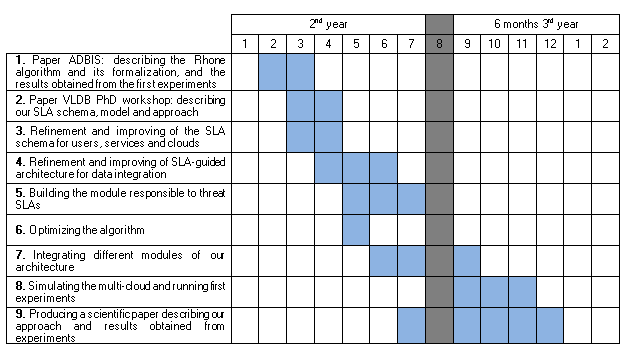 2nd year 6 months 3rd year
1 2 3 4 5 6 7 8 9 10 11 12 1 2
1. Paper ADBIS: describing the Rhone
algorithm and its formalization, and the
results obtained from the first experiments
2. Paper VLDB PhD workshop: describing
our SLA schema, model and approach
3. Refinement and improving of the SLA
schema for users, services and clouds
4. Refinement and improving of SLA-guided
architecture for data integration
5. Building the module responsible to threat
SLAs
6. Optimizing the algorithm
7. Integrating different modules of our
architecture
8. Simulating the multi-cloud and running first
experiments
9. Producing a scientific paper describing our
approach and results obtained from
experiments